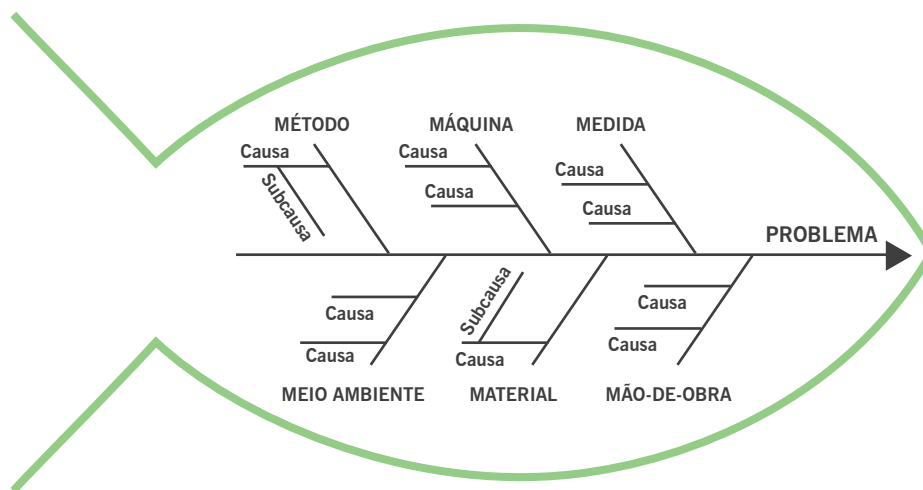 MÉTODO
MÁQUINA
MEDIDA
Causa
Subcausa
Causa
Causa
Causa
Causa
PROBLEMA
Causa
Causa
Subcausa
Causa
Causa
Causa
MEIO AMBIENTE
MATERIAL
MÃO-DE-OBRA